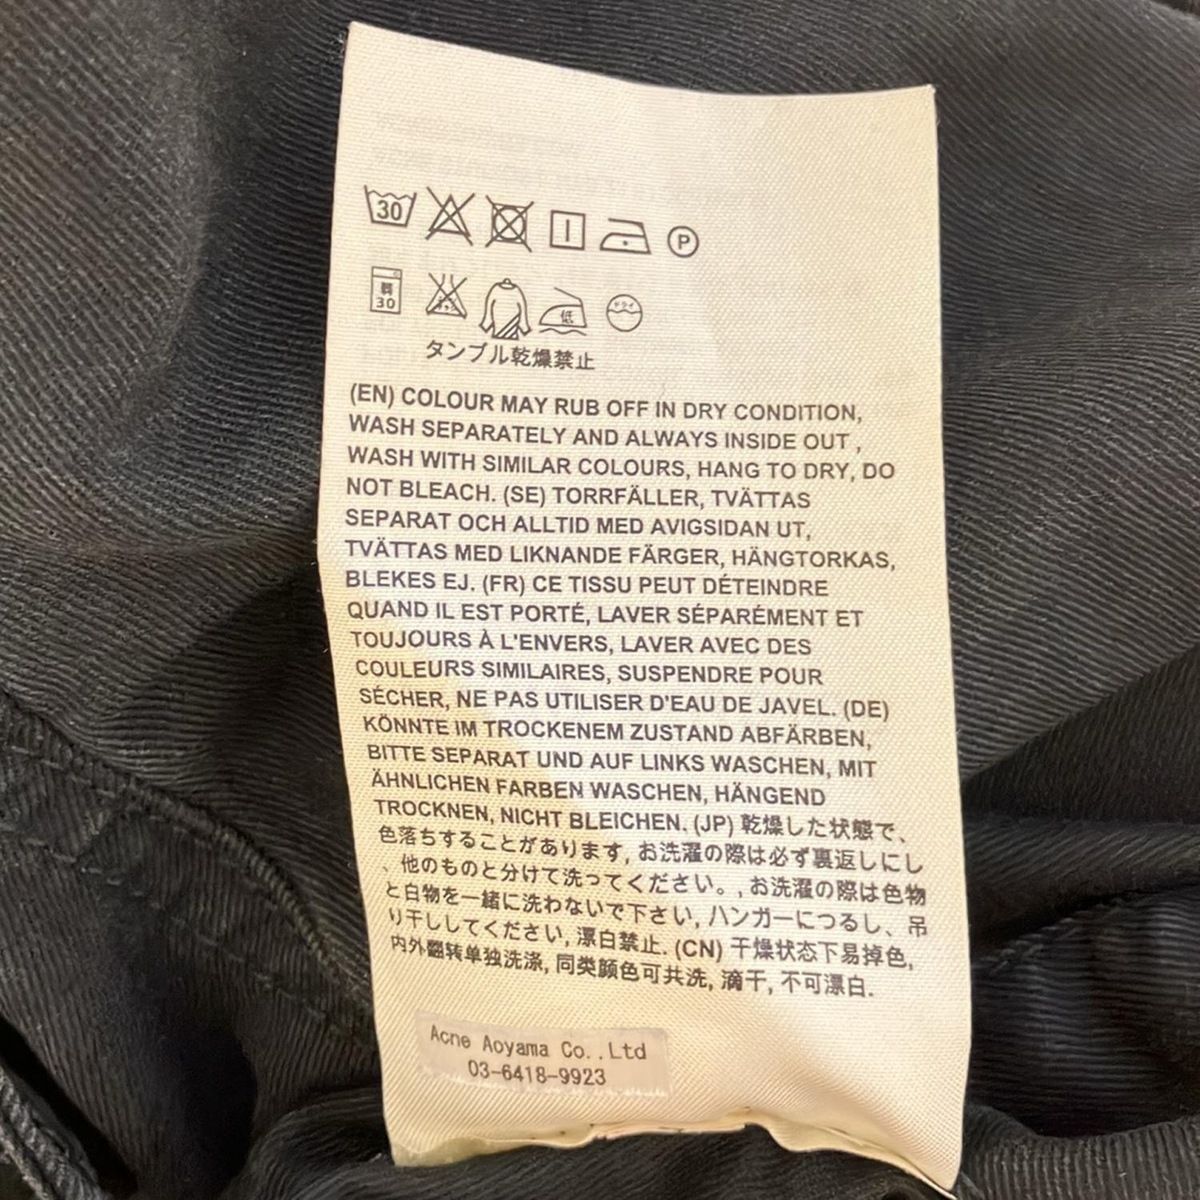 30
P
弱
30
低
ドライ
タンブル乾燥禁止
(EN) COLOUR MAY RUB OFF IN DRY CONDITION,
WASH SEPARATELY AND ALWAYS INSIDE OUT ,
WASH WITH SIMILAR COLOURS, HANG TO DRY, DO
NOT BLEACH. (SE) TORRFÄLLER, TVÄTTAS
SEPARAT OCH ALLTID MED AVIGSIDAN UT,
TVÄTTAS MED LIKNANDE FÄRGER, HÄNGTORKAS,
BLEKES EJ. (FR) CE TISSU PEUT DÉTEINDRE
QUAND IL EST PORTÉ, LAVER SÉPARÉMENT ET
TOUJOURS À L'ENVERS, LAVER AVEC DES
COULEURS SIMILAIRES, SUSPENDRE POUR
SÉCHER, NE PAS UTILISER D'EAU DE JAVEL. (DE)
KÖNNTE IM TROCKENEM ZUSTAND ABFÄRBEN,
BITTE SEPARAT UND AUF LINKS WASCHEN, MIT
ÄHNLICHEN FARBEN WASCHEN, HÄNGEND
TROCKNEN, NICHT BLEICHEN. (JP) 乾燥した状態で、
色落ちすることがあります, お洗濯の際は必ず裏返しにし
、他のものと分けて洗ってください。, お洗濯の際は色物
と白物を一緒に洗わないで下さい, ハンガーにつるし、吊
り干ししてください, 漂白禁止. (CN) 干燥状态下易掉色,
内外翻转单独洗涤, 同类颜色可共洗, 滴干, 不可漂白.
Acne Aoyama Co.,Ltd
03-6418-9923